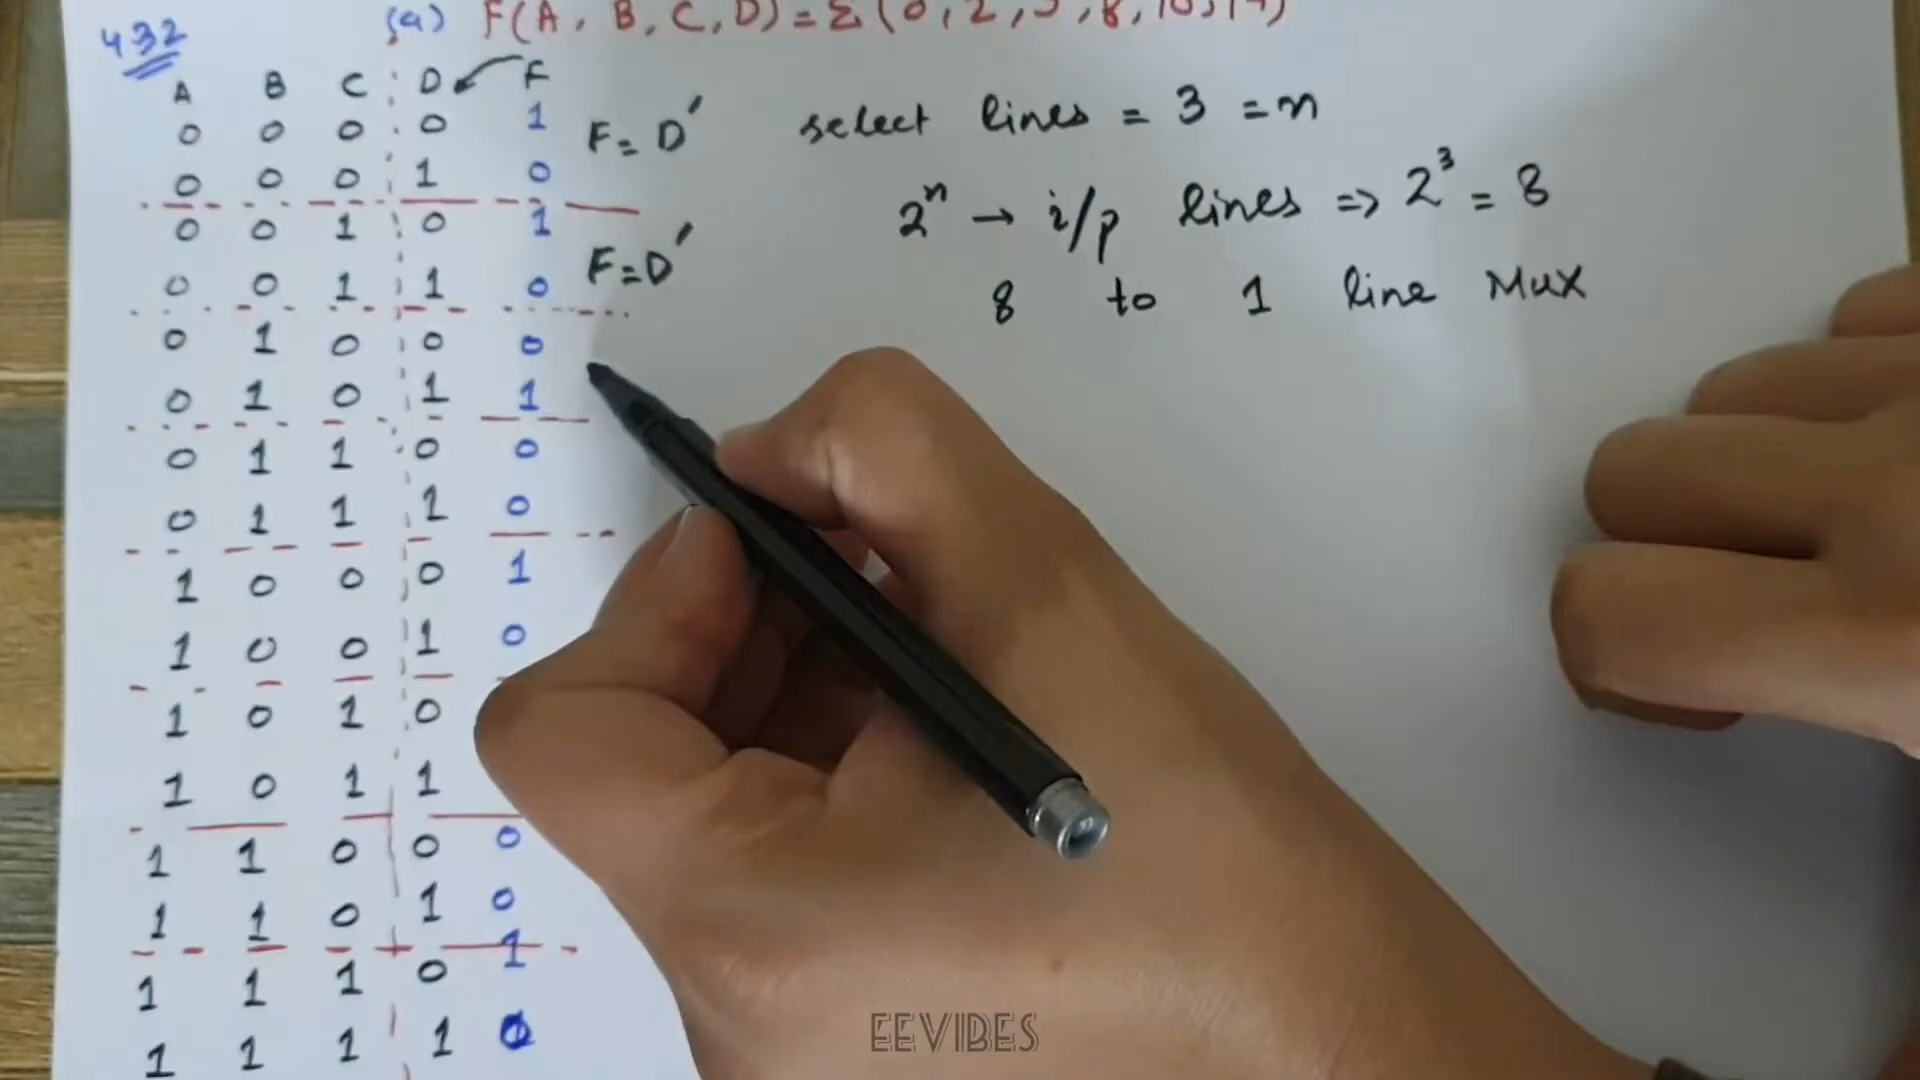 432
(a) F(A, B, C, D) = Σ(0, 2, 5, 8, 10, 14)
A B C D F
0 0 0 0 1 F = D'
0 0 0 1 0
0 0 1 0 1 F = D'
0 0 1 1 0
0 1 0 0 0
0 1 0 1 1
0 1 1 0 0
0 1 1 1 0
1 0 0 0 1
1 0 0 1 0
1 0 1 0
1 0 1 1
1 1 0 0 0
1 1 0 1 0
1 1 1 0 1
1 1 1 1 0
select lines = 3 = n
2ⁿ → i/p lines => 2³ = 8
8 to 1 line Mux
EEVIBES